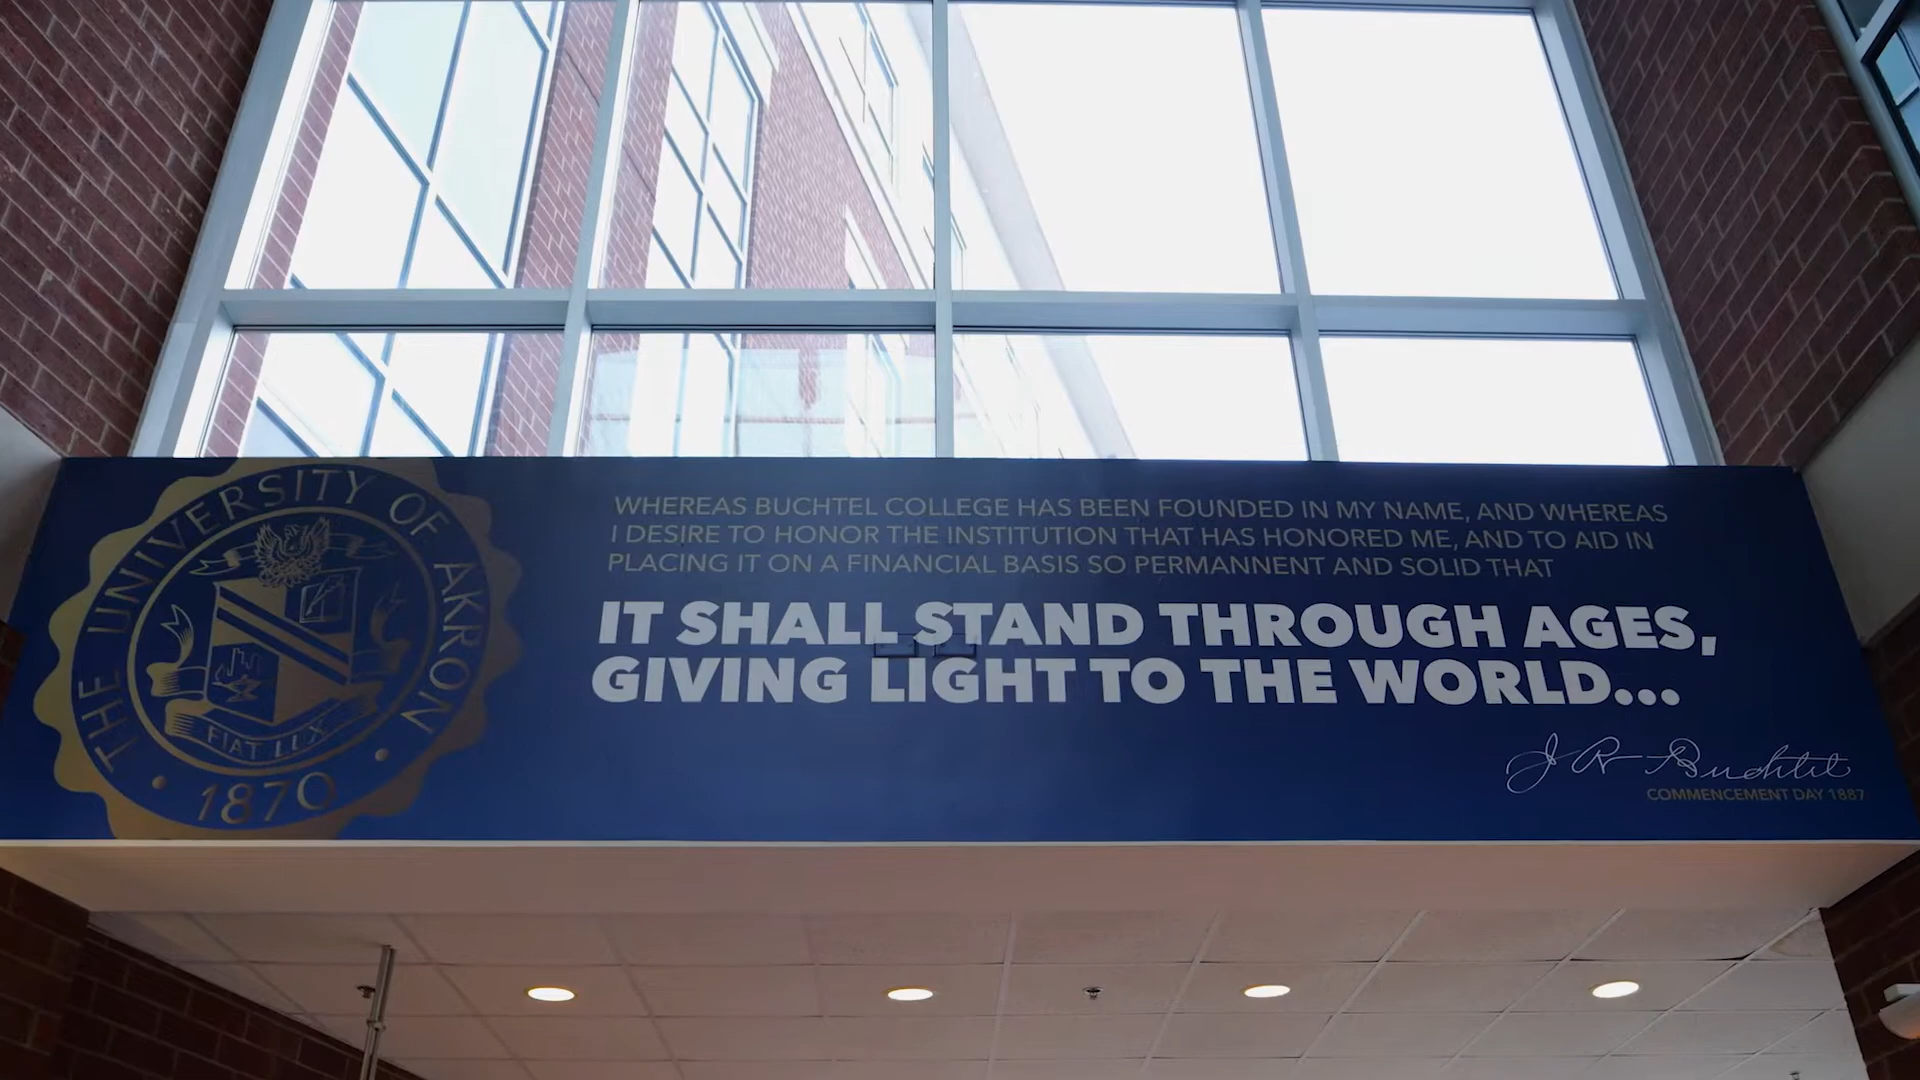 THE UNIVERSITY OF AKRON
FIAT LUX
• 1870 •
WHEREAS BUCHTEL COLLEGE HAS BEEN FOUNDED IN MY NAME, AND WHEREAS
I DESIRE TO HONOR THE INSTITUTION THAT HAS HONORED ME, AND TO AID IN
PLACING IT ON A FINANCIAL BASIS SO PERMANNENT AND SOLID THAT
IT SHALL STAND THROUGH AGES,
GIVING LIGHT TO THE WORLD...
J R Buchtel
COMMENCEMENT DAY 1887